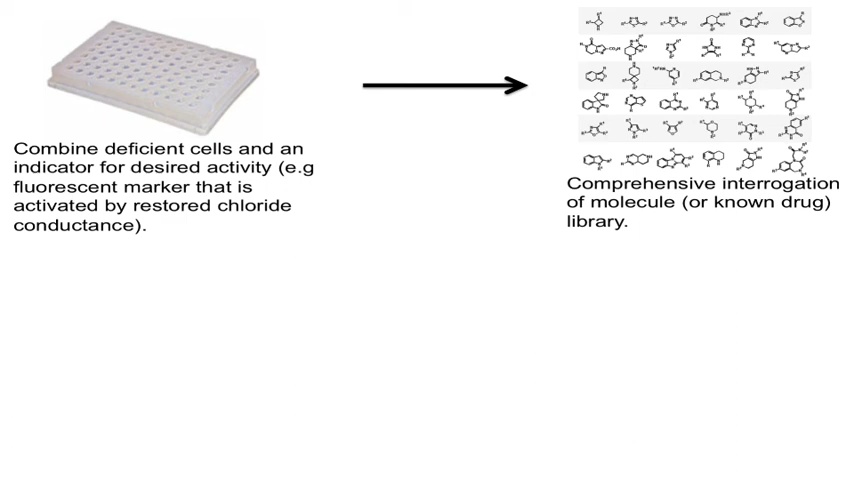 Combine deficient cells and an
indicator for desired activity (e.g
fluorescent marker that is
activated by restored chloride
conductance).
Comprehensive interrogation
of molecule (or known drug)
library.